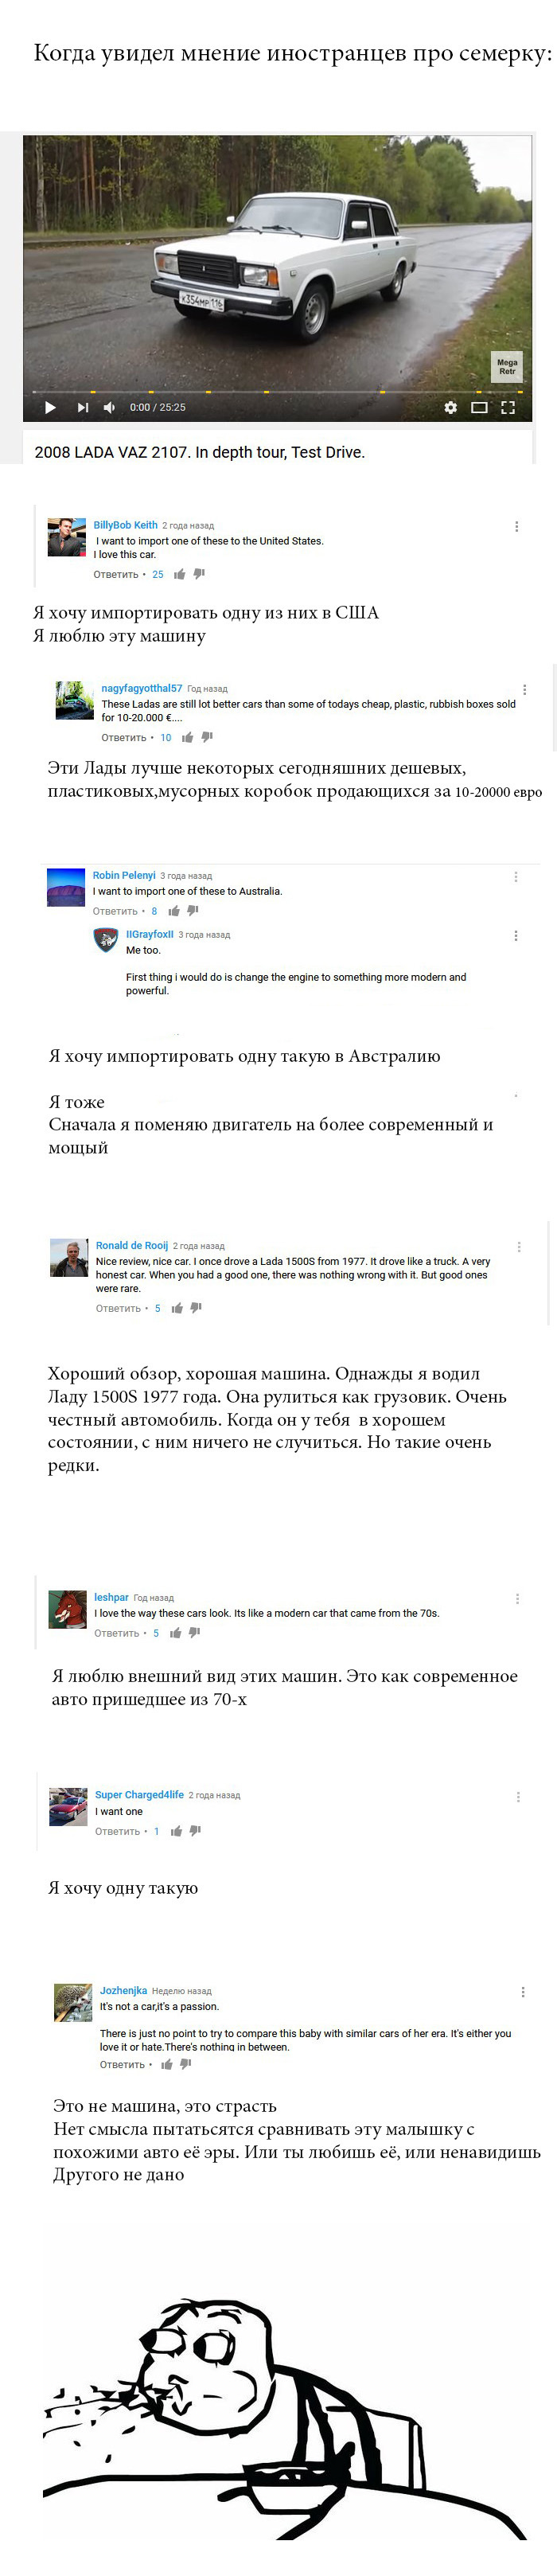 Когда увидел мнение иностранцев про семерку:
к354мр 116
Mega
Retr
0:00 / 25:25
2008 LADA VAZ 2107. In depth tour, Test Drive.
BillyBob Keith 2 года назад
I want to import one of these to the United States.
I love this car.
Ответить • 25
Я хочу импортировать одну из них в США
Я люблю эту машину
nagyfagyotthal57 Год назад
These Ladas are still lot better cars than some of todays cheap, plastic, rubbish boxes sold
for 10-20.000 €....
Ответить • 10
Эти Лады лучше некоторых сегодняшних дешевых,
пластиковых,мусорных коробок продающихся за 10-20000 евро
Robin Pelenyi 3 года назад
I want to import one of these to Australia.
Ответить • 8
IIGrayfoxII 3 года назад
Me too.
First thing i would do is change the engine to something more modern and
powerful.
Я хочу импортировать одну такую в Австралию
Я тоже
Сначала я поменяю двигатель на более современный и
мощый
Ronald de Rooij 2 года назад
Nice review, nice car. I once drove a Lada 1500S from 1977. It drove like a truck. A very
honest car. When you had a good one, there was nothing wrong with it. But good ones
were rare.
Ответить • 5
Хороший обзор, хорошая машина. Однажды я водил
Ладу 1500S 1977 года. Она рулиться как грузовик. Очень
честный автомобиль. Когда он у тебя в хорошем
состоянии, с ним ничего не случиться. Но такие очень
редки.
leshpar Год назад
I love the way these cars look. Its like a modern car that came from the 70s.
Ответить • 5
Я люблю внешний вид этих машин. Это как современное
авто пришедшее из 70-х
Super Charged4life 2 года назад
I want one
Ответить • 1
Я хочу одну такую
Jozhenjka Неделю назад
It's not a car,it's a passion.
There is just no point to try to compare this baby with similar cars of her era. It's either you
love it or hate.There's nothing in between.
Ответить •
Это не машина, это страсть
Нет смысла пытатьсятся сравнивать эту малышку с
похожими авто её эры. Или ты любишь её, или ненавидишь
Другого не дано